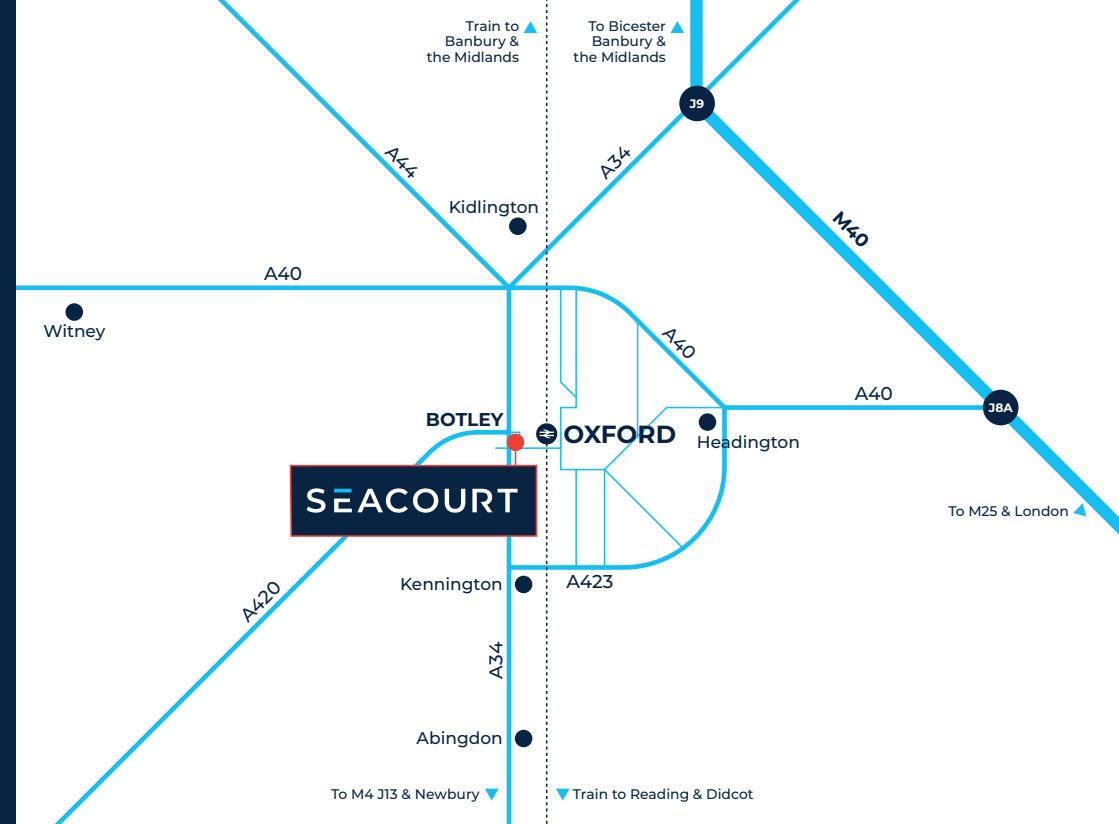 Train to
Banbury &
the Midlands
To Bicester
Banbury &
the Midlands
J9
A44
A34
Kidlington
M40
A40
Witney
A40
A40
J8A
BOTLEY
OXFORD
Headington
SEACOURT
To M25 & London
A420
Kennington
A423
A34
Abingdon
To M4 J13 & Newbury
Train to Reading & Didcot